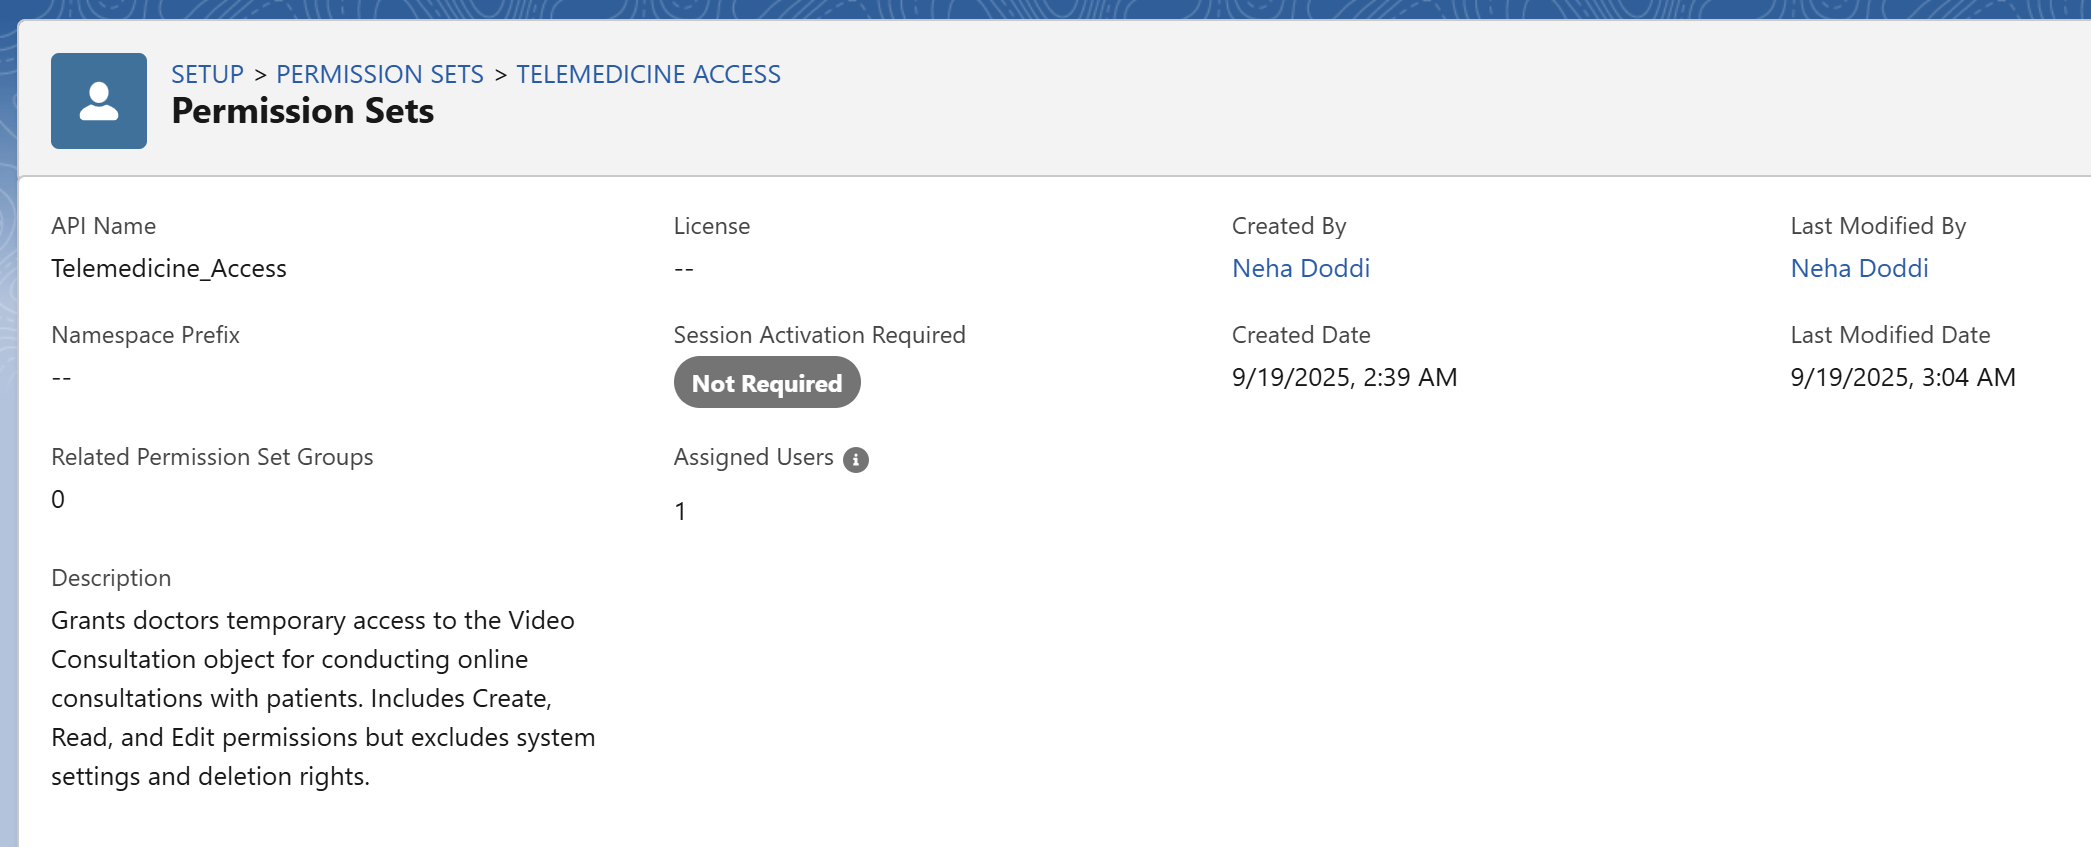 SETUP > PERMISSION SETS > TELEMEDICINE ACCESS
Permission Sets
API Name
Telemedicine_Access
License
--
Created By
Neha Doddi
Last Modified By
Neha Doddi
Namespace Prefix
--
Session Activation Required
Not Required
Created Date
9/19/2025, 2:39 AM
Last Modified Date
9/19/2025, 3:04 AM
Related Permission Set Groups
0
Assigned Users
1
Description
Grants doctors temporary access to the Video
Consultation object for conducting online
consultations with patients. Includes Create,
Read, and Edit permissions but excludes system
settings and deletion rights.